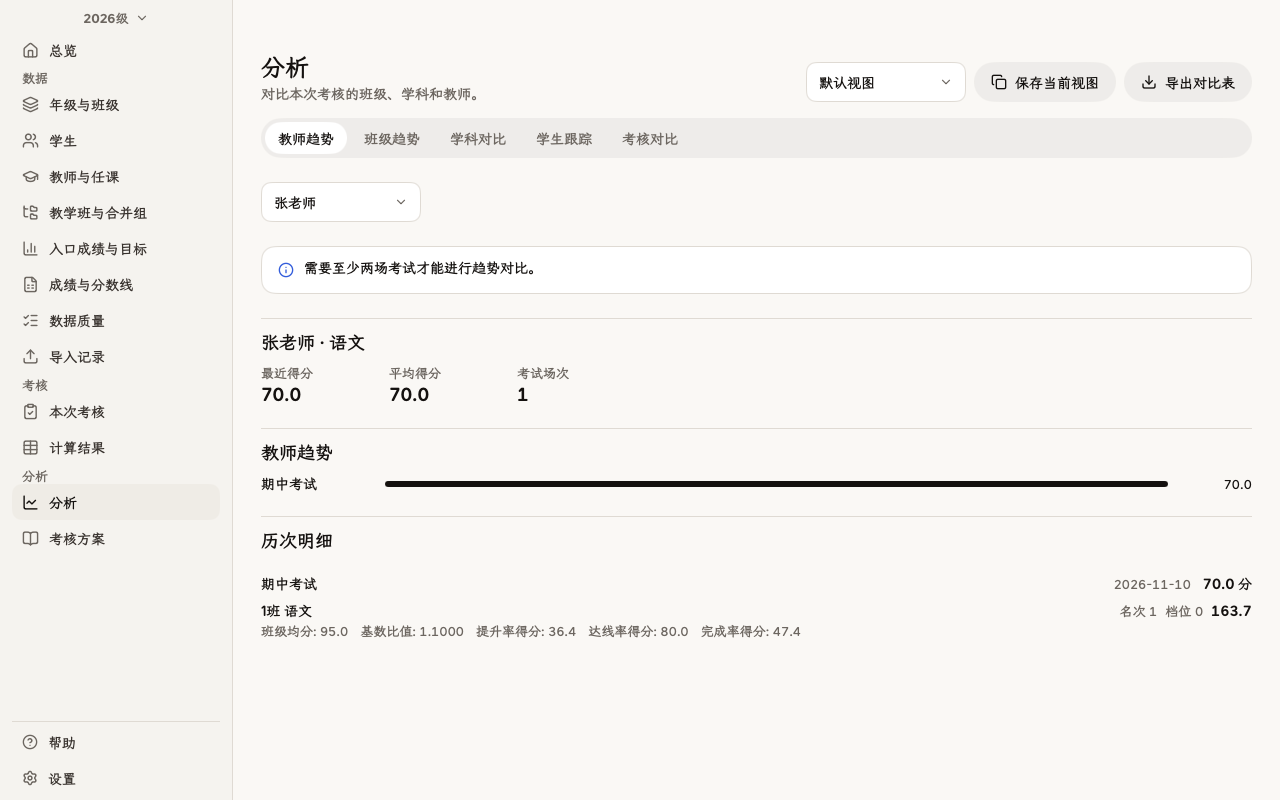 2026级
总览
数据
年级与班级
学生
教师与任课
教学班与合并组
入口成绩与目标
成绩与分数线
数据质量
导入记录
考核
本次考核
计算结果
分析
分析
考核方案
帮助
设置
分析
对比本次考核的班级、学科和教师。
默认视图
保存当前视图
导出对比表
教师趋势 班级趋势 学科对比 学生跟踪 考核对比
张老师
需要至少两场考试才能进行趋势对比。
张老师 · 语文
最近得分 平均得分 考试场次
70.0 70.0 1
教师趋势
期中考试 70.0
历次明细
期中考试 2026-11-10 70.0 分
1班 语文 名次 1 档位 0 163.7
班级均分: 95.0 基数比值: 1.1000 提升率得分: 36.4 达线率得分: 80.0 完成率得分: 47.4